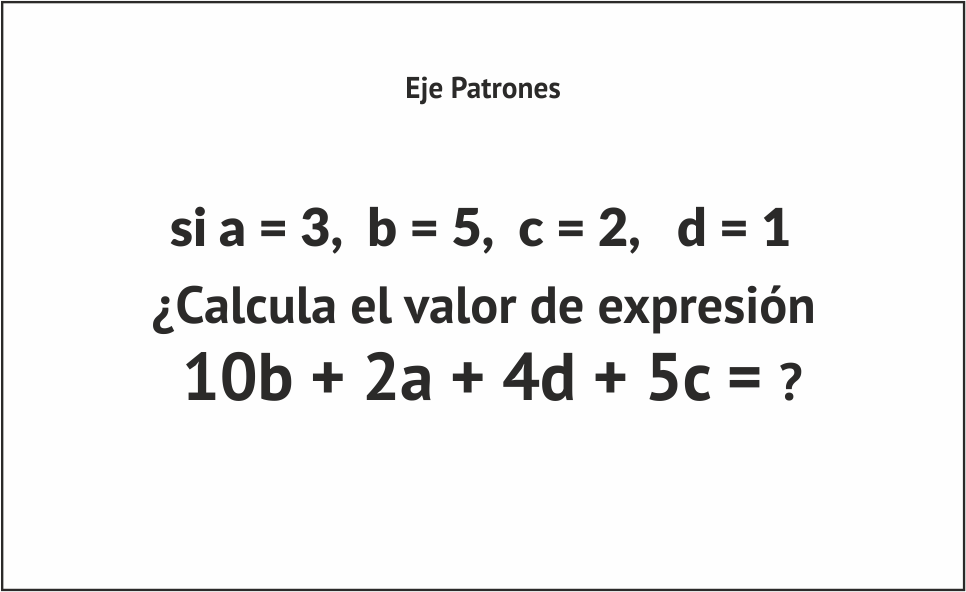 Eje Patrones
si a = 3, b = 5, c = 2, d = 1
¿Calcula el valor de expresión
10b + 2a + 4d + 5c = ?